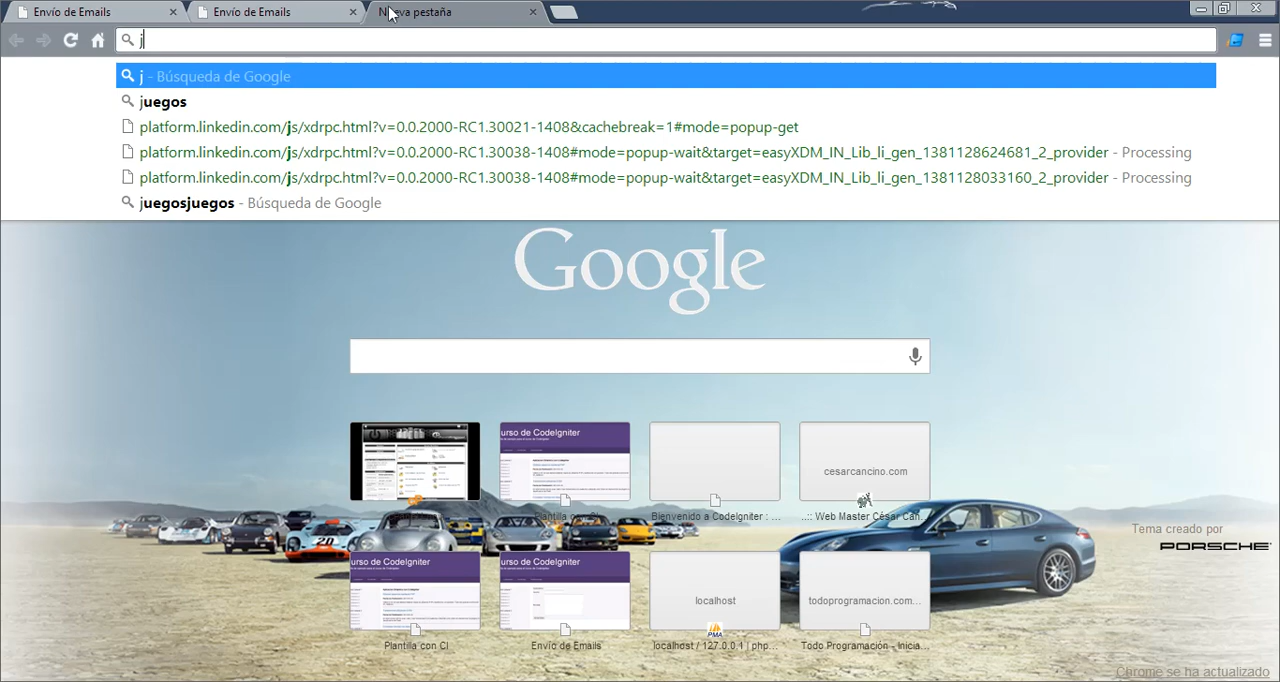 Envío de Emails
Envío de Emails
Nueva pestaña
j
j - Búsqueda de Google
juegos
platform.linkedin.com/js/xdrpc.html?v=0.0.2000-RC1.30021-1408&cachebreak=1#mode=popup-get
platform.linkedin.com/js/xdrpc.html?v=0.0.2000-RC1.30038-1408#mode=popup-wait&target=easyXDM_IN_Lib_li_gen_1381128624681_2_provider - Processing
platform.linkedin.com/js/xdrpc.html?v=0.0.2000-RC1.30038-1408#mode=popup-wait&target=easyXDM_IN_Lib_li_gen_1381128033160_2_provider - Processing
juegosjuegos - Búsqueda de Google
Google
urso de CodeIgniter
cesarcancino.com
Plantilla con CI
Bienvenido a CodeIgniter : ...
..:: Web Master César Can...
Tema creado por
PORSCHE
urso de CodeIgniter
urso de CodeIgniter
localhost
todoprogramacion.com...
Plantilla con CI
Envío de Emails
localhost / 127.0.0.1 | php...
Todo Programación - Inicia...
Chrome se ha actualizado